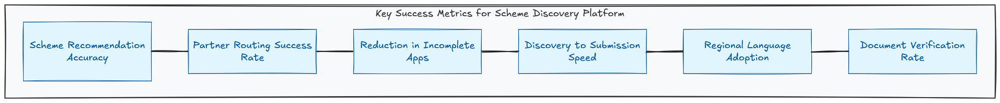 Key Success Metrics for Scheme Discovery Platform
Scheme Recommendation
Accuracy
Partner Routing Success
Rate
Reduction in Incomplete
Apps
Discovery to Submission
Speed
Regional Language
Adoption
Document Verification
Rate